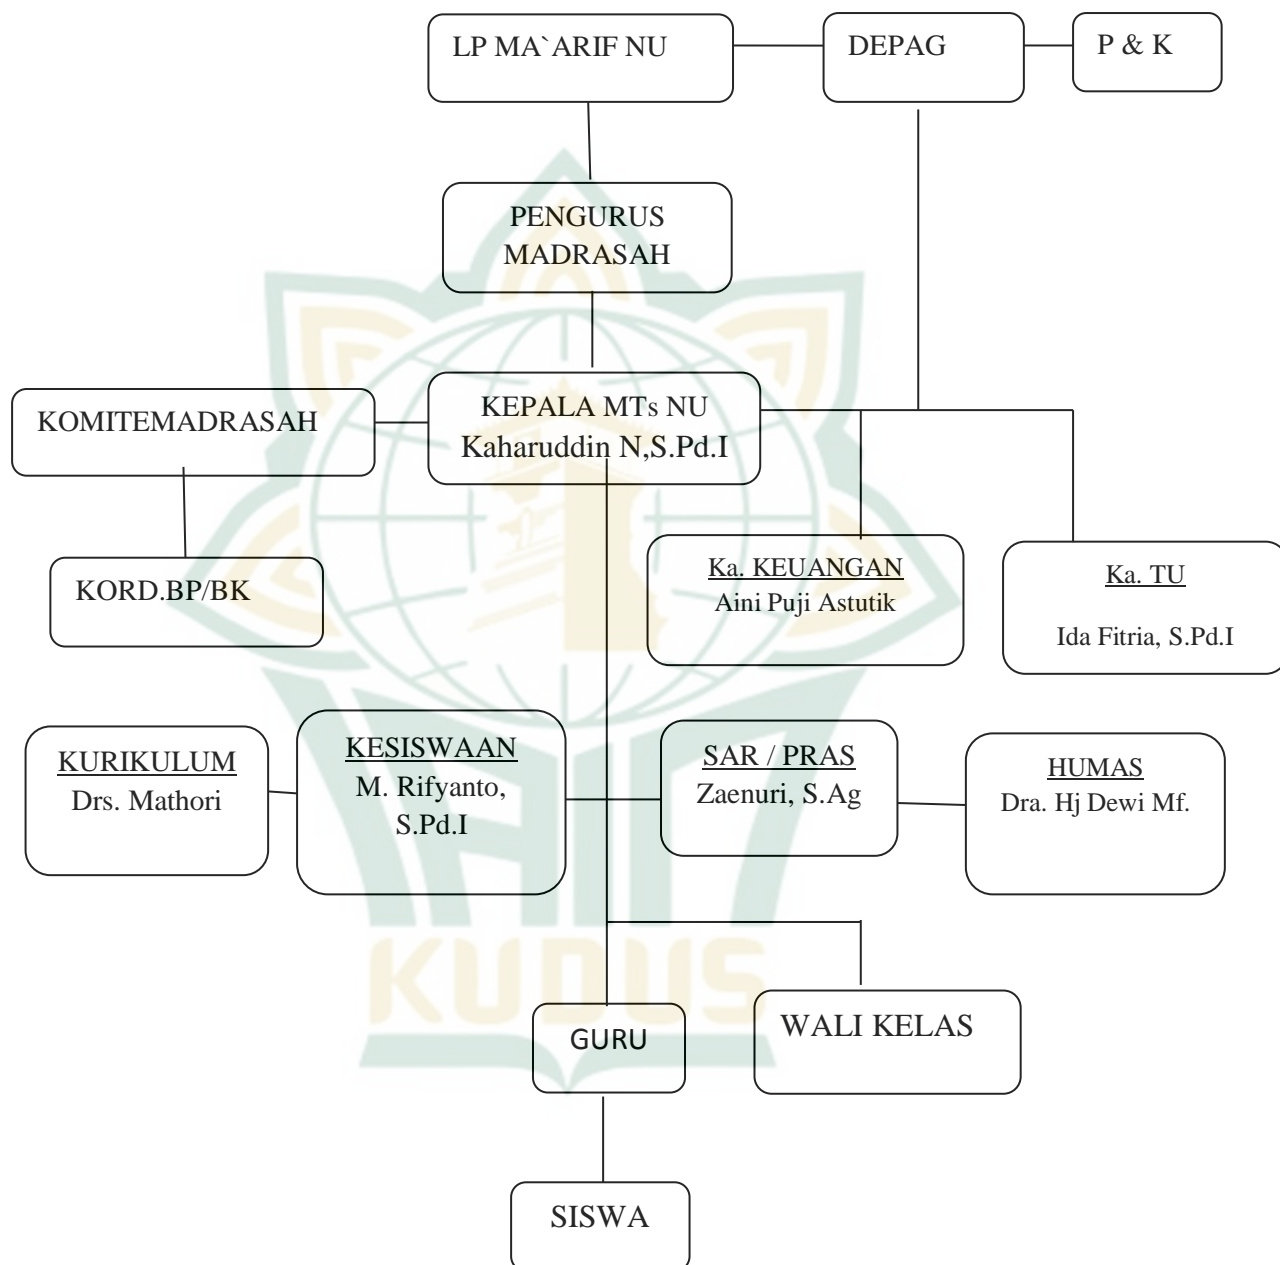 LP MA`ARIF NU
DEPAG
P & K
PENGURUS
MADRASAH
KOMITEMADRASAH
KEPALA MTs NU
Kaharuddin N,S.Pd.I
KORD.BP/BK
Ka. KEUANGAN
Aini Puji Astutik
Ka. TU
Ida Fitria, S.Pd.I
KURIKULUM
Drs. Mathori
KESISWAAN
M. Rifyanto,
S.Pd.I
SAR / PRAS
Zaenuri, S.Ag
HUMAS
Dra. Hj Dewi Mf.
IAIN
KUDUS
GURU
WALI KELAS
SISWA